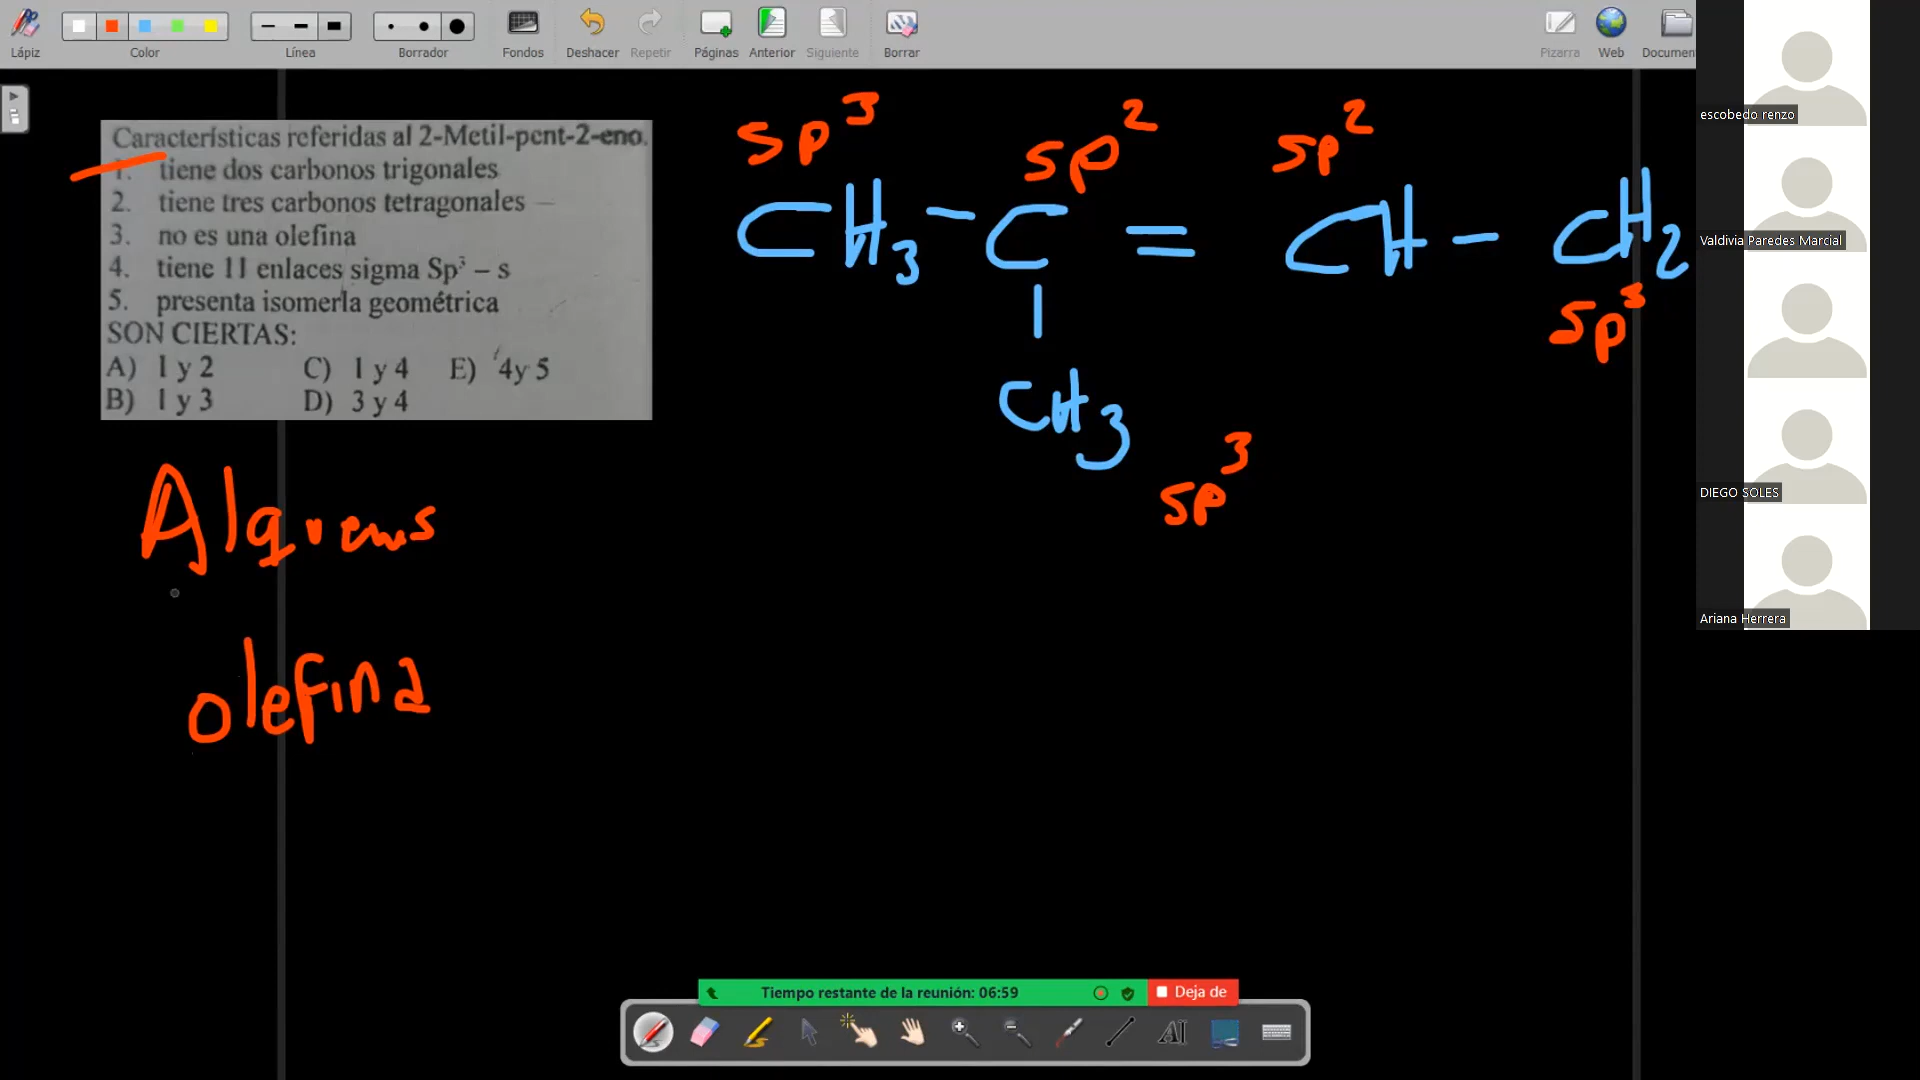 Lápiz
Color
Línea
Borrador
Fondos
Deshacer
Repetir
Páginas
Anterior
Siguiente
Borrar
Pizarra
Web
Documen
Características referidas al 2-Metil-pent-2-eno.
1. tiene dos carbonos trigonales
2. tiene tres carbonos tetragonales
3. no es una olefina
4. tiene 11 enlaces sigma Sp³ – s
5. presenta isomería geométrica
SON CIERTAS:
A) 1 y 2 C) 1 y 4 E) 4y 5
B) 1 y 3 D) 3 y 4
sp³ sp² sp²
CH₃ – C = CH – CH₂
sp³
|
CH₃
sp³
Alquenos
olefina
escobedo renzo
Valdivia Paredes Marcial
DIEGO SOLES
Ariana Herrera
Tiempo restante de la reunión: 06:59
Deja de
AI